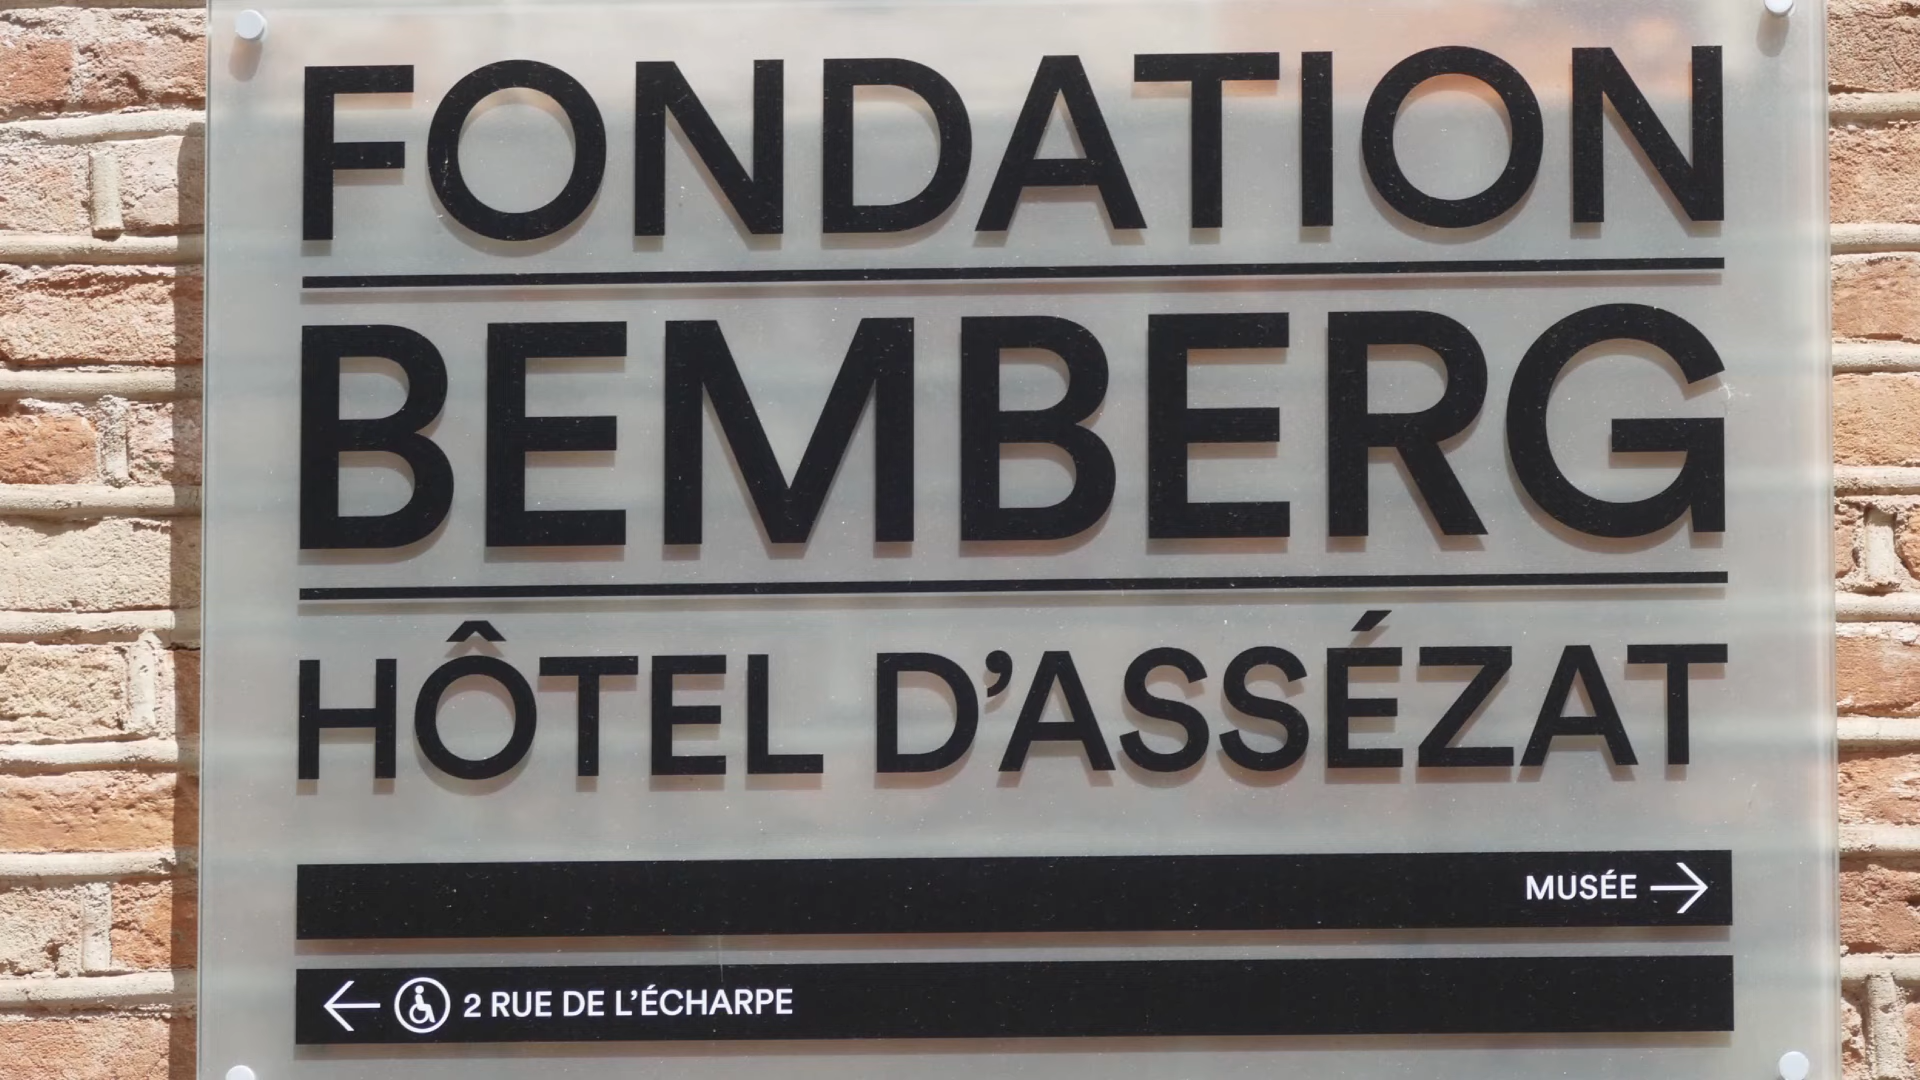 FONDATION
BEMBERG
HÔTEL D’ASSÉZAT
MUSÉE →
← 2 RUE DE L’ÉCHARPE